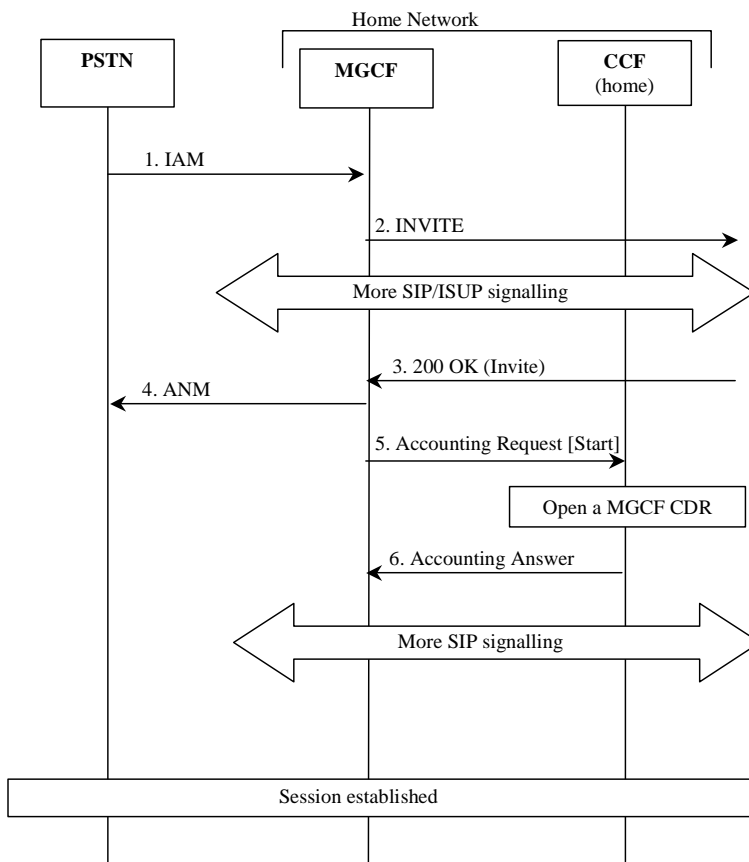 Home Network
PSTN
MGCF
CCF
(home)
1. IAM
2. INVITE
More SIP/ISUP signalling
3. 200 OK (Invite)
4. ANM
5. Accounting Request [Start]
Open a MGCF CDR
6. Accounting Answer
More SIP signalling
Session established